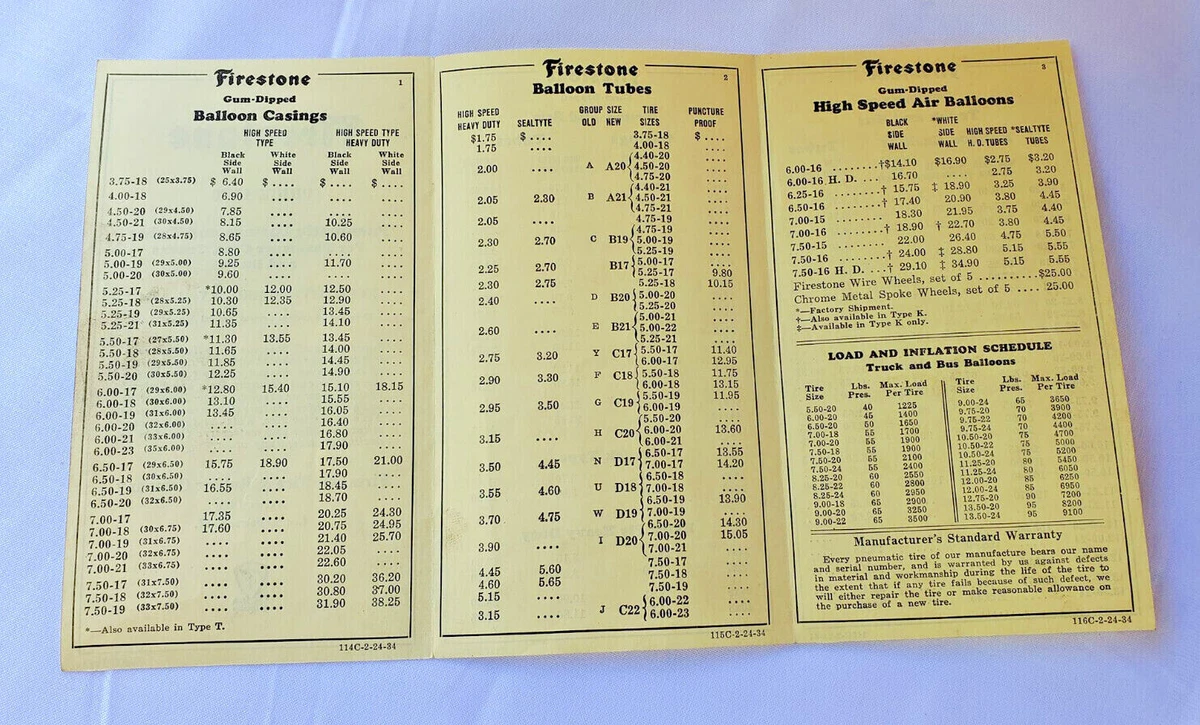 Firestone 1
Gum-Dipped
Balloon Casings
HIGH SPEED TYPE HIGH SPEED TYPE HEAVY DUTY
Black Side Wall White Side Wall Black Side Wall White Side Wall
3.75-18 (25x3.75) $ 6.40 $ .... $ .... $ ....
4.00-18 6.90 .... .... ....
4.50-20 (29x4.50) 7.85 .... .... ....
4.50-21 (30x4.50) 8.15 .... 10.25 ....
4.75-19 (28x4.75) 8.65 .... 10.60 ....
5.00-17 8.80 .... .... ....
5.00-19 (29x5.00) 9.25 .... 11.70 ....
5.00-20 (30x5.00) 9.60 .... .... ....
5.25-17 *10.00 12.00 12.50 ....
5.25-18 (28x5.25) 10.30 12.35 12.90 ....
5.25-19 (29x5.25) 10.65 .... 13.45 ....
5.25-21 (31x5.25) 11.35 .... 14.10 ....
5.50-17 (27x5.50) *11.30 13.55 13.45 ....
5.50-18 (28x5.50) 11.65 .... 14.00 ....
5.50-19 (29x5.50) 11.85 .... 14.45 ....
5.50-20 (30x5.50) 12.25 .... 14.90 ....
6.00-17 (29x6.00) *12.80 15.40 15.10 18.15
6.00-18 (30x6.00) 13.10 .... 15.55 ....
6.00-19 (31x6.00) 13.45 .... 16.05 ....
6.00-20 (32x6.00) .... .... 16.40 ....
6.00-21 (33x6.00) .... .... 16.80 ....
6.00-23 (35x6.00) .... .... 17.90 ....
6.50-17 (29x6.50) 15.75 18.90 17.50 21.00
6.50-18 (30x6.50) .... .... 17.90 ....
6.50-19 (31x6.50) 16.55 .... 18.45 ....
6.50-20 (32x6.50) .... .... 18.70 ....
7.00-17 17.35 .... 20.25 24.30
7.00-18 (30x6.75) 17.60 .... 20.75 24.95
7.00-19 (31x6.75) .... .... 21.40 25.70
7.00-20 (32x6.75) .... .... 22.05 ....
7.00-21 (33x6.75) .... .... 22.60 ....
7.50-17 (31x7.50) .... .... 30.20 36.20
7.50-18 (32x7.50) .... .... 30.80 37.00
7.50-19 (33x7.50) .... .... 31.90 38.25
*—Also available in Type T.
114C-2-24-34
Firestone 2
Balloon Tubes
HIGH SPEED HEAVY DUTY SEALTYTE GROUP OLD SIZE NEW TIRE SIZES PUNCTURE PROOF
$1.75 $ .... 3.75-18 $ ....
1.75 .... 4.00-18 ....
4.40-20 ....
2.00 .... A A20 4.50-20 ....
4.75-20 ....
4.40-21 ....
2.05 2.30 B A21 4.50-21 ....
4.75-21 ....
2.05 .... 4.75-19 ....
4.75-19 ....
2.30 2.70 C B19 5.00-19 ....
5.25-19 ....
2.25 2.70 B17 5.00-17 ....
5.25-17 9.80
2.30 2.75 5.25-18 10.15
2.40 .... D B20 5.00-20 ....
5.25-20 ....
5.00-21 ....
2.60 .... E B21 5.00-22 ....
5.25-21 ....
2.75 3.20 Y C17 5.50-17 11.40
6.00-17 12.95
2.90 3.30 F C18 5.50-18 11.75
6.00-18 13.15
2.95 3.50 G C19 5.50-19 11.95
6.00-19 ....
5.50-20 ....
3.15 .... H C20 6.00-20 13.60
6.00-21 ....
3.50 4.45 N D17 6.50-17 13.55
7.00-17 14.20
3.55 4.60 U D18 6.50-18 ....
7.00-18 ....
3.70 4.75 W D19 6.50-19 13.90
7.00-19 ....
6.50-20 14.30
3.90 .... I D20 7.00-20 15.05
7.00-21 ....
4.45 5.60 7.50-17 ....
4.60 5.65 7.50-18 ....
5.15 .... 7.50-19 ....
3.15 .... J C22 6.00-22 ....
6.00-23 ....
115C-2-24-34
Firestone 3
Gum-Dipped
High Speed Air Balloons
BLACK SIDE WALL *WHITE SIDE WALL HIGH SPEED H. D. TUBES *SEALTYTE TUBES
6.00-16 ........†$14.10 $16.90 $2.75 $3.20
6.00-16 H. D. .... 16.70 .... 2.75 3.20
6.25-16 ........† 15.75 ‡ 18.90 3.25 3.90
6.50-16 ........† 17.40 20.90 3.80 4.45
7.00-15 ........ 18.30 21.95 3.75 4.40
7.00-16 ........† 18.90 † 22.70 3.80 4.45
7.50-15 ........ 22.00 26.40 4.75 5.50
7.50-16 ........† 24.00 ‡ 28.80 5.15 5.55
7.50-16 H. D. ...† 29.10 ‡ 34.90 5.15 5.55
Firestone Wire Wheels, set of 5 ..........$25.00
Chrome Metal Spoke Wheels, set of 5 .... 25.00
*—Factory Shipment.
†—Also available in Type K.
‡—Available in Type K only.
LOAD AND INFLATION SCHEDULE
Truck and Bus Balloons
Tire Size Lbs. Pres. Max. Load Per Tire
5.50-20 40 1225
6.00-20 45 1400
6.50-20 50 1650
7.00-18 55 1700
7.00-20 55 1900
7.50-18 55 1900
7.50-20 55 2100
7.50-24 55 2400
8.25-20 60 2550
8.25-22 60 2800
8.25-24 60 2950
9.00-18 65 2900
9.00-20 65 3250
9.00-22 65 3500
Tire Size Lbs. Pres. Max. Load Per Tire
9.00-24 65 3650
9.75-20 70 3900
9.75-22 70 4200
9.75-24 70 4400
10.50-20 75 4700
10.50-22 75 5000
10.50-24 75 5200
11.25-20 80 5450
11.25-24 80 6050
12.00-20 85 6250
12.00-24 85 6950
12.75-20 90 7200
13.50-20 95 8200
13.50-24 95 9100
Manufacturer's Standard Warranty
Every pneumatic tire of our manufacture bears our name
and serial number, and is warranted by us against defects
in material and workmanship during the life of the tire to
the extent that if any tire fails because of such defect, we
will either repair the tire or make reasonable allowance on
the purchase of a new tire.
116C-2-24-34